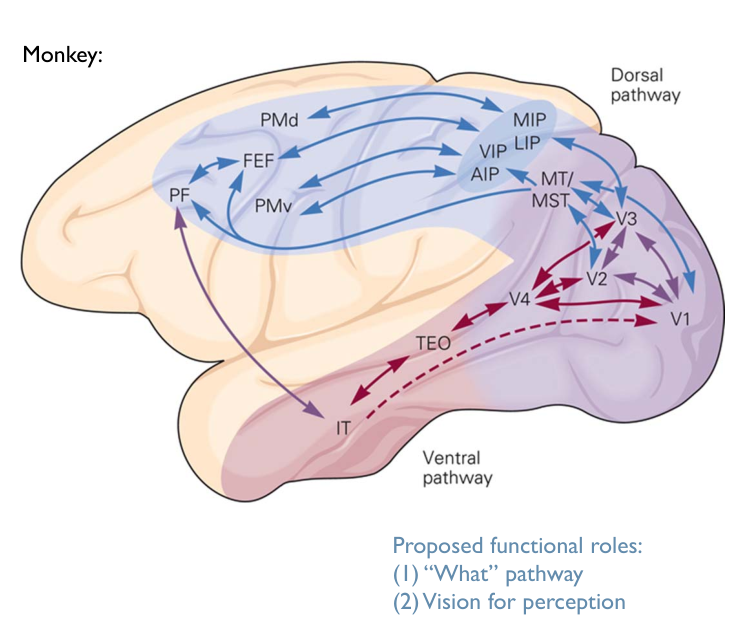 Monkey:
Dorsal
pathway
PMd
MIP
LIP
VIP
FEF
AIP
MT/
MST
PF
PMv
V3
V2
V4
V1
TEO
IT
Ventral
pathway
Proposed functional roles:
(1) “What” pathway
(2) Vision for perception